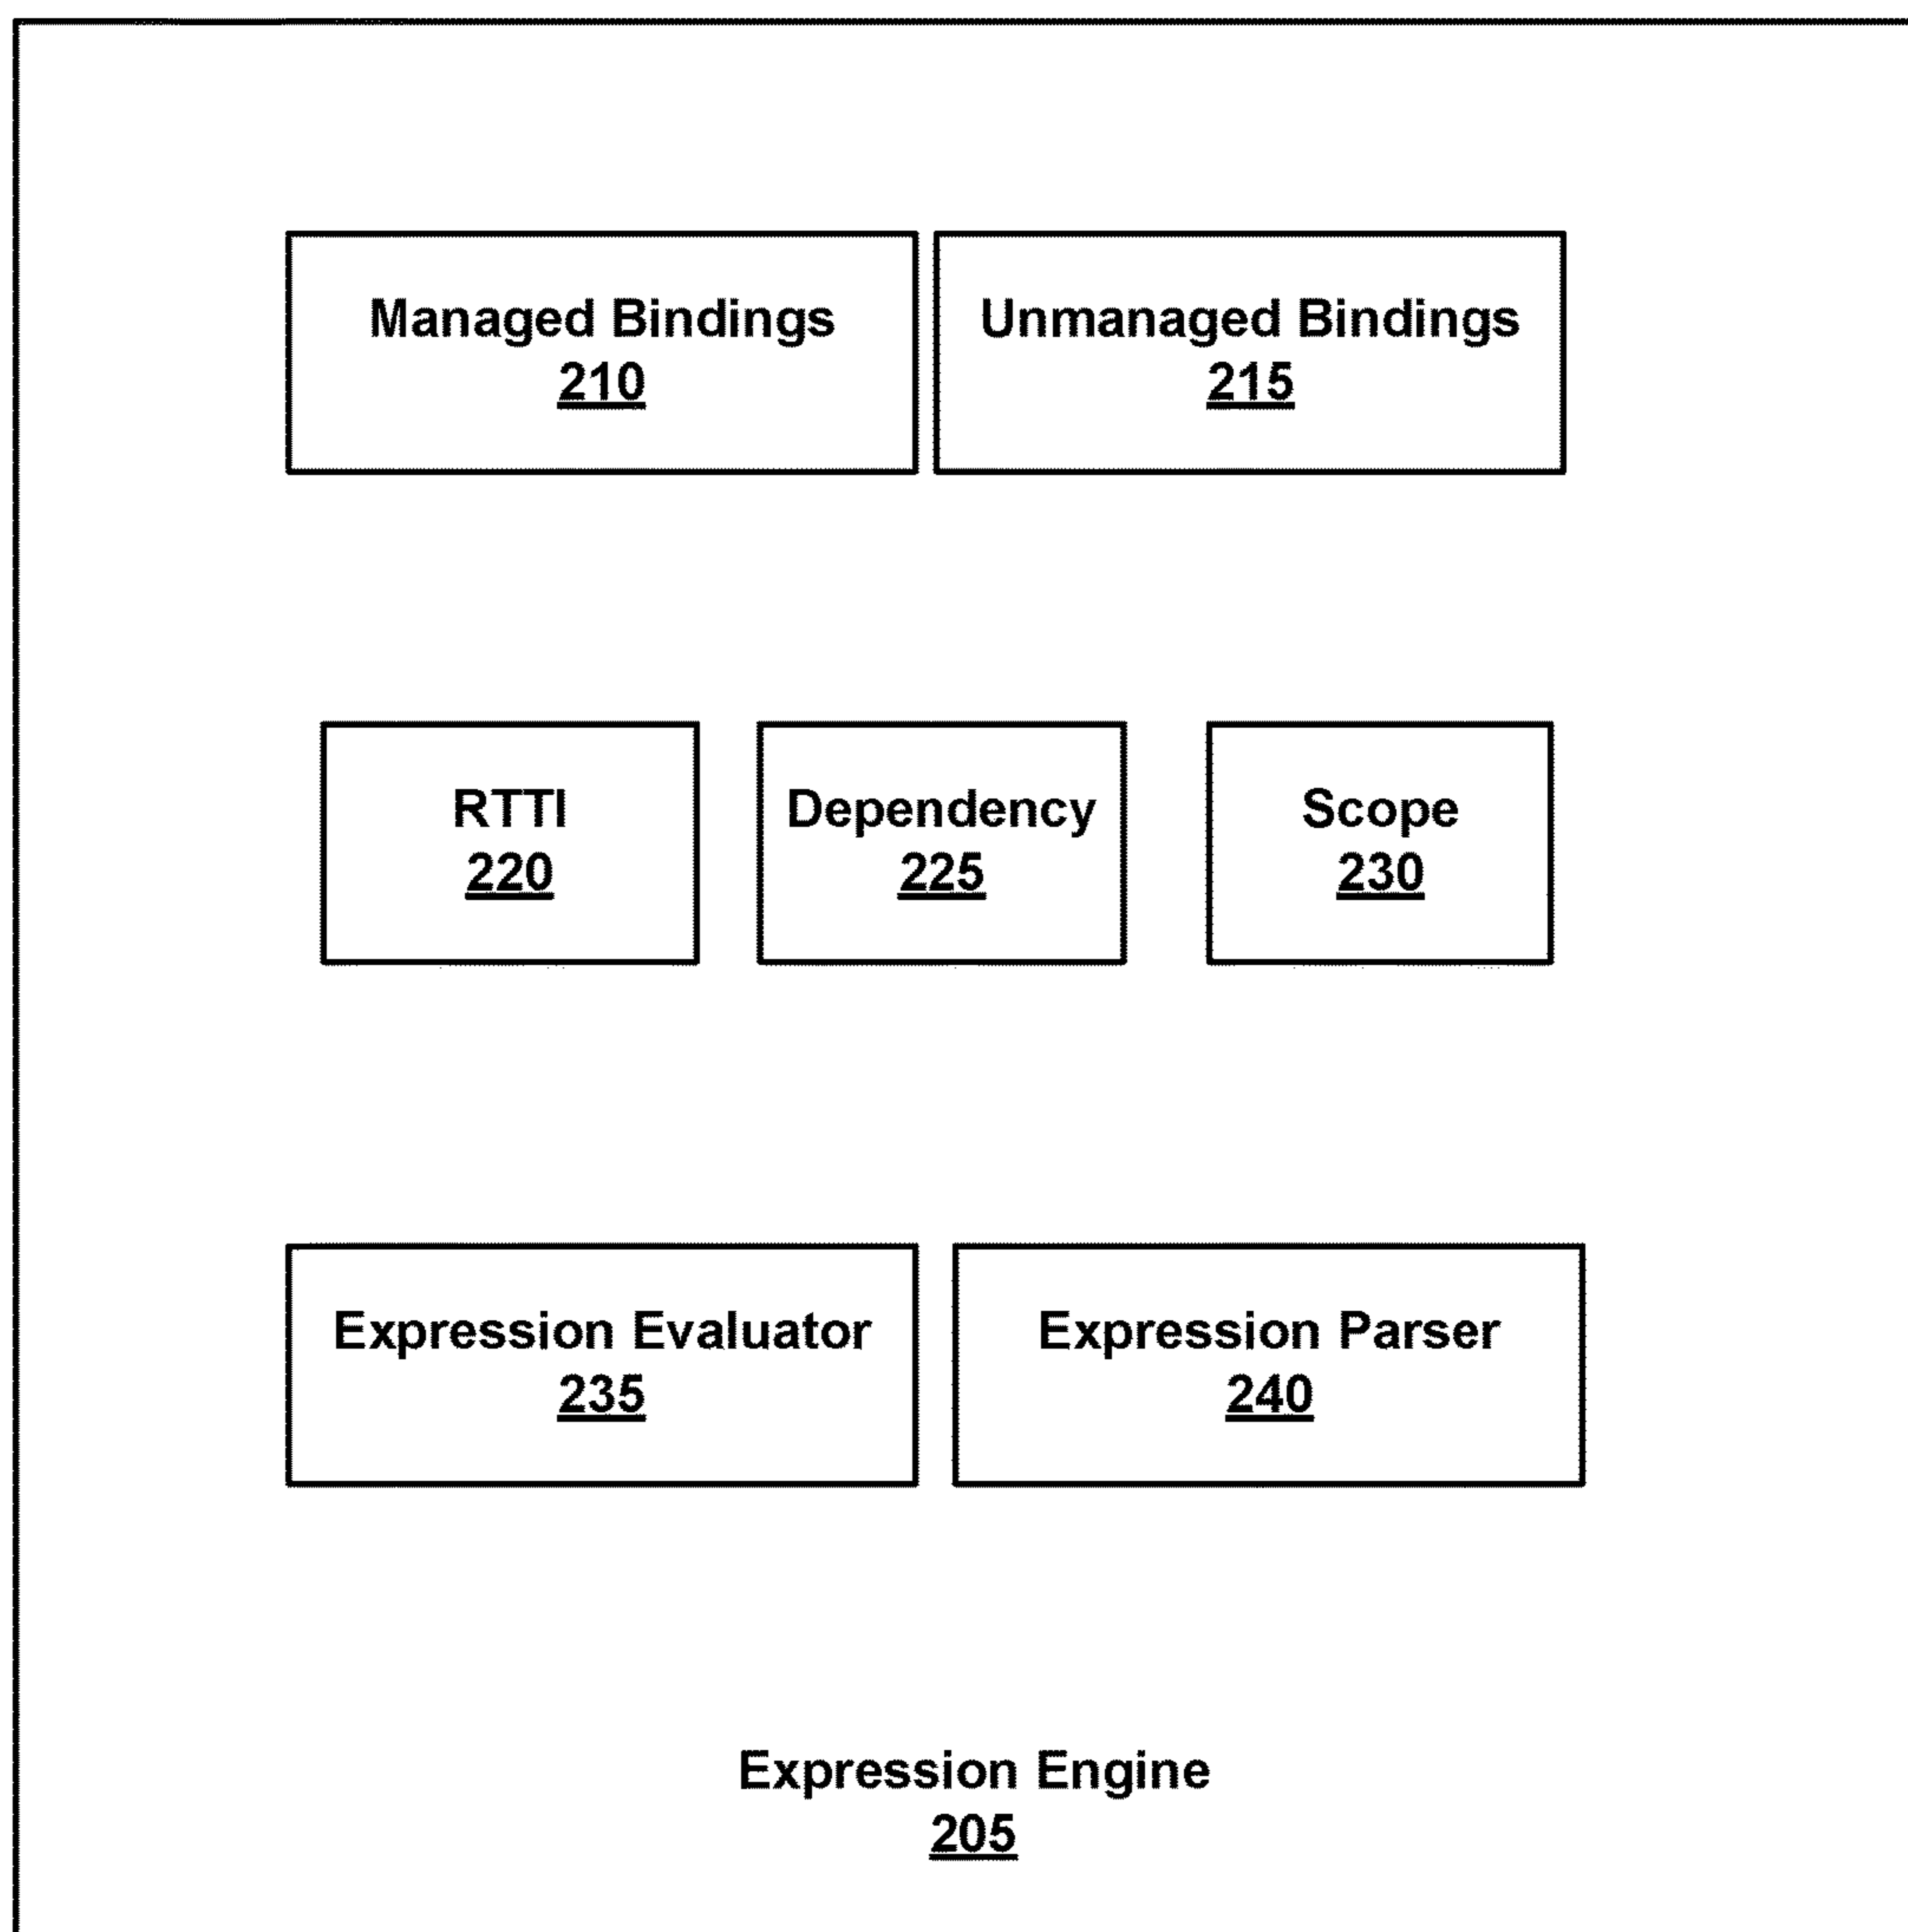 Managed Bindings
210
Unmanaged Bindings
215
RTTI
220
Dependency
225
Scope
230
Expression Evaluator
235
Expression Parser
240
Expression Engine
205